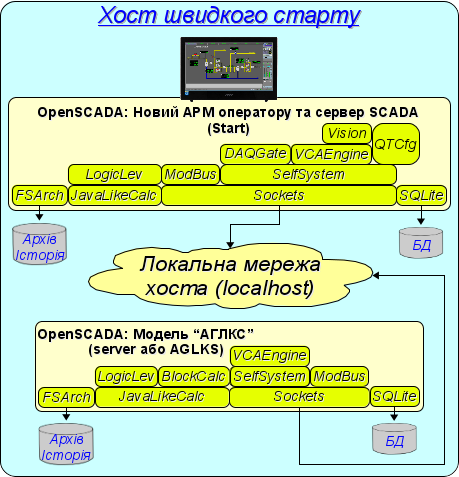 Хост швидкого старту
OpenSCADA: Новий АРМ оператору та сервер SCADA
(Start)
Vision
QTCfg
DAQGate
VCAEngine
LogicLev
ModBus
SelfSystem
FSArch
JavaLikeCalc
Sockets
SQLite
Архів
Історія
БД
Локальна мережа
хоста (localhost)
OpenSCADA: Модель “АГЛКС”
(server або AGLKS)
VCAEngine
LogicLev
BlockCalc
SelfSystem
ModBus
FSArch
JavaLikeCalc
Sockets
SQLite
Архів
Історія
БД